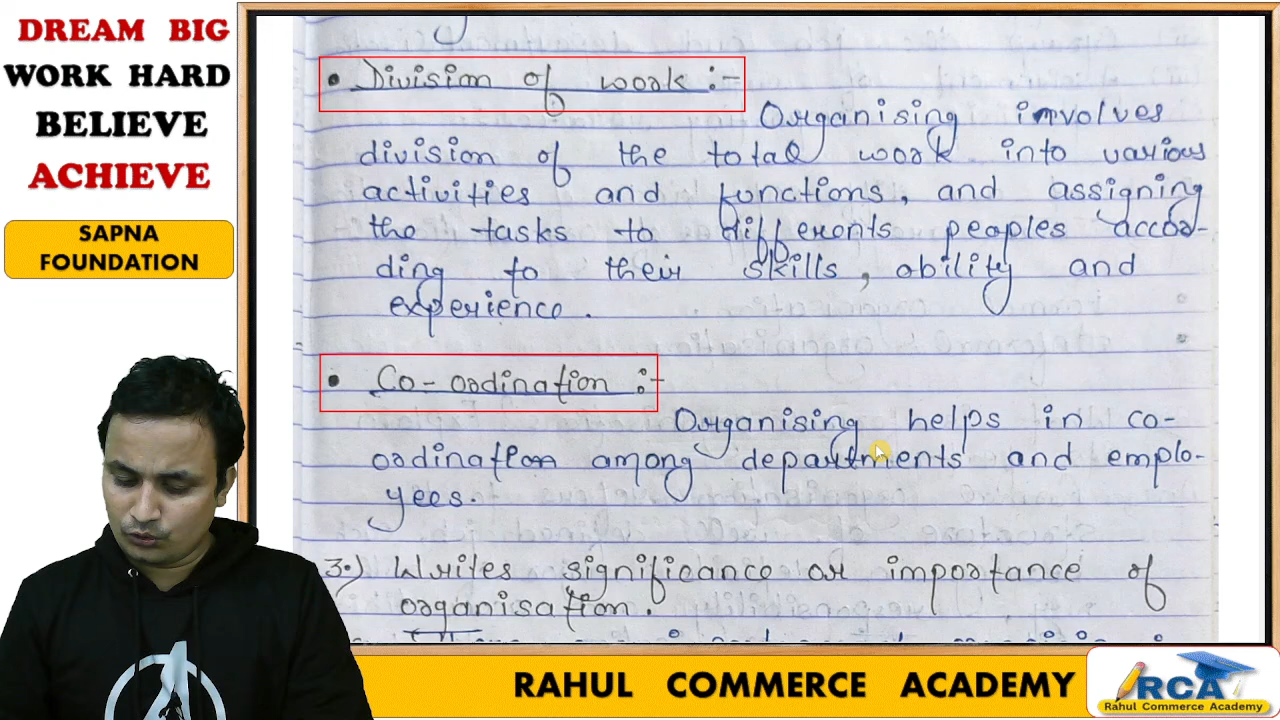 DREAM BIG
WORK HARD
BELIEVE
ACHIEVE
SAPNA
FOUNDATION
• Division of work :-
Organising involves
division of the total work into various
activities and functions, and assigning
the tasks to differents peoples accor-
ding to their skills, ability and
experience.
• Co-ordination :-
Organising helps in co-
ordination among departments and emplo-
yees.
3.) Writes significance or importance of
organisation.
RAHUL COMMERCE ACADEMY
RCA
Rahul Commerce Academy